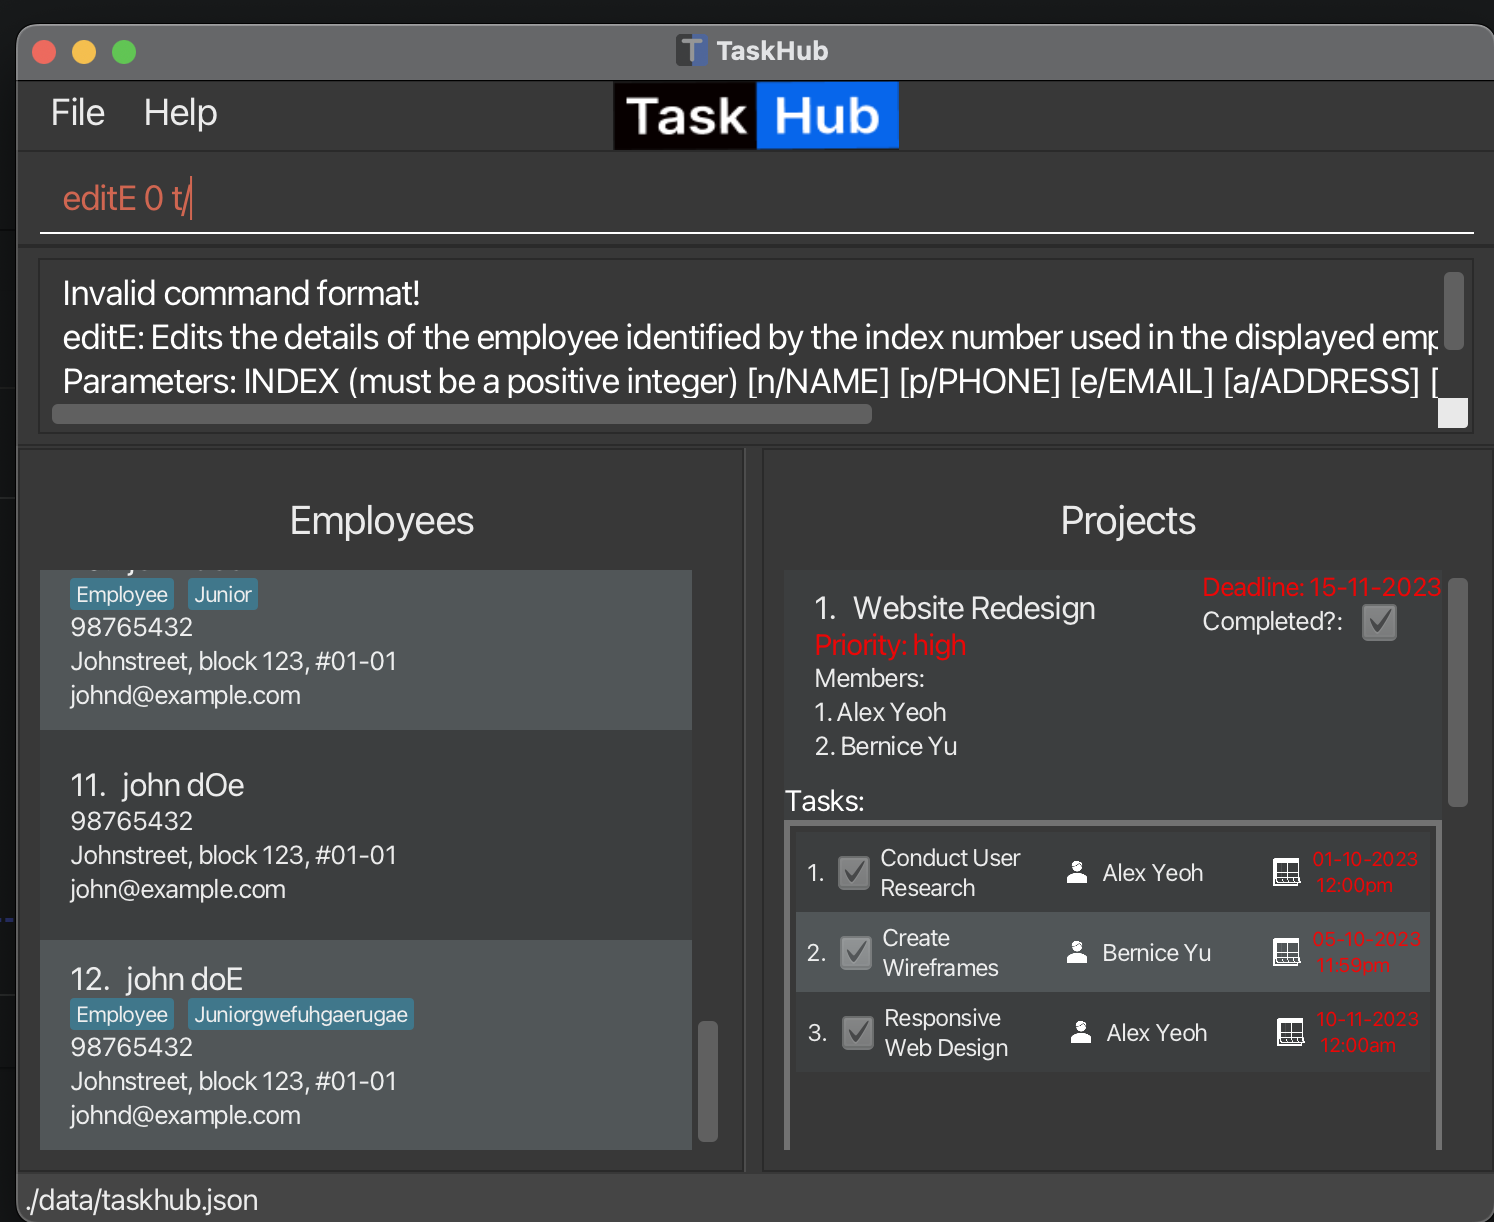 TaskHub
File Help
Task Hub
editE 0 t/
Invalid command format!
editE: Edits the details of the employee identified by the index number used in the displayed emp
Parameters: INDEX (must be a positive integer) [n/NAME] [p/PHONE] [e/EMAIL] [a/ADDRESS] [
Employees
Employee Junior
98765432
Johnstreet, block 123, #01-01
johnd@example.com
11. john dOe
98765432
Johnstreet, block 123, #01-01
john@example.com
12. john doE
Employee Juniorgwefuhgaerugae
98765432
Johnstreet, block 123, #01-01
johnd@example.com
Projects
Deadline: 15-11-2023
1. Website Redesign
Completed?:
Priority: high
Members:
1. Alex Yeoh
2. Bernice Yu
Tasks:
1. Conduct User Research Alex Yeoh 01-10-2023 12:00pm
2. Create Wireframes Bernice Yu 05-10-2023 11:59pm
3. Responsive Web Design Alex Yeoh 10-11-2023 12:00am
./data/taskhub.json